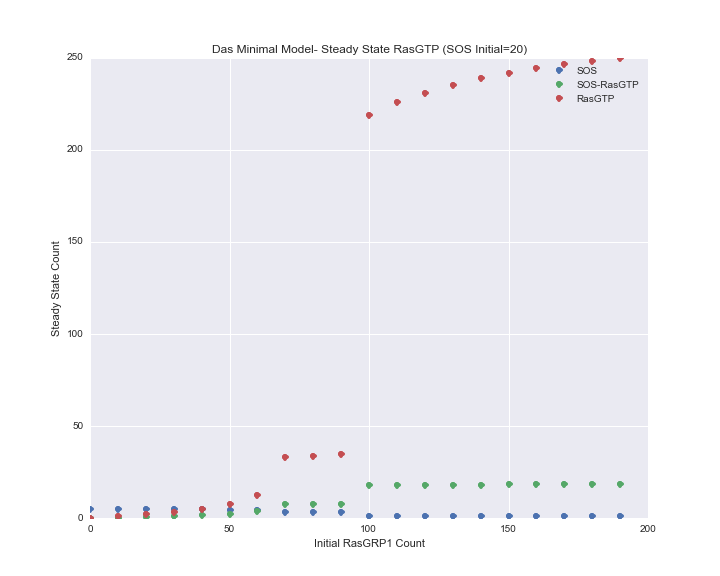 Das Minimal Model- Steady State RasGTP (SOS Initial=20)
250
200
150
100
50
0
Steady State Count
SOS
SOS-RasGTP
RasGTP
0 50 100 150 200
Initial RasGRP1 Count